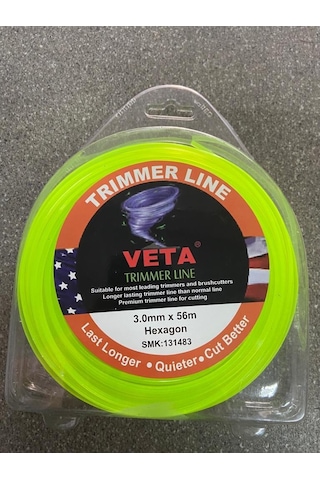 TRIMMER LINE
VETA®
TRIMMER LINE
Suitable for most leading trimmers and brushcutters
Longer lasting trimmer line than normal line
Premium trimmer line for cutting
3.0mm x 56m
Hexagon
SMK:131483
Last Longer • Quieter • Cut Better